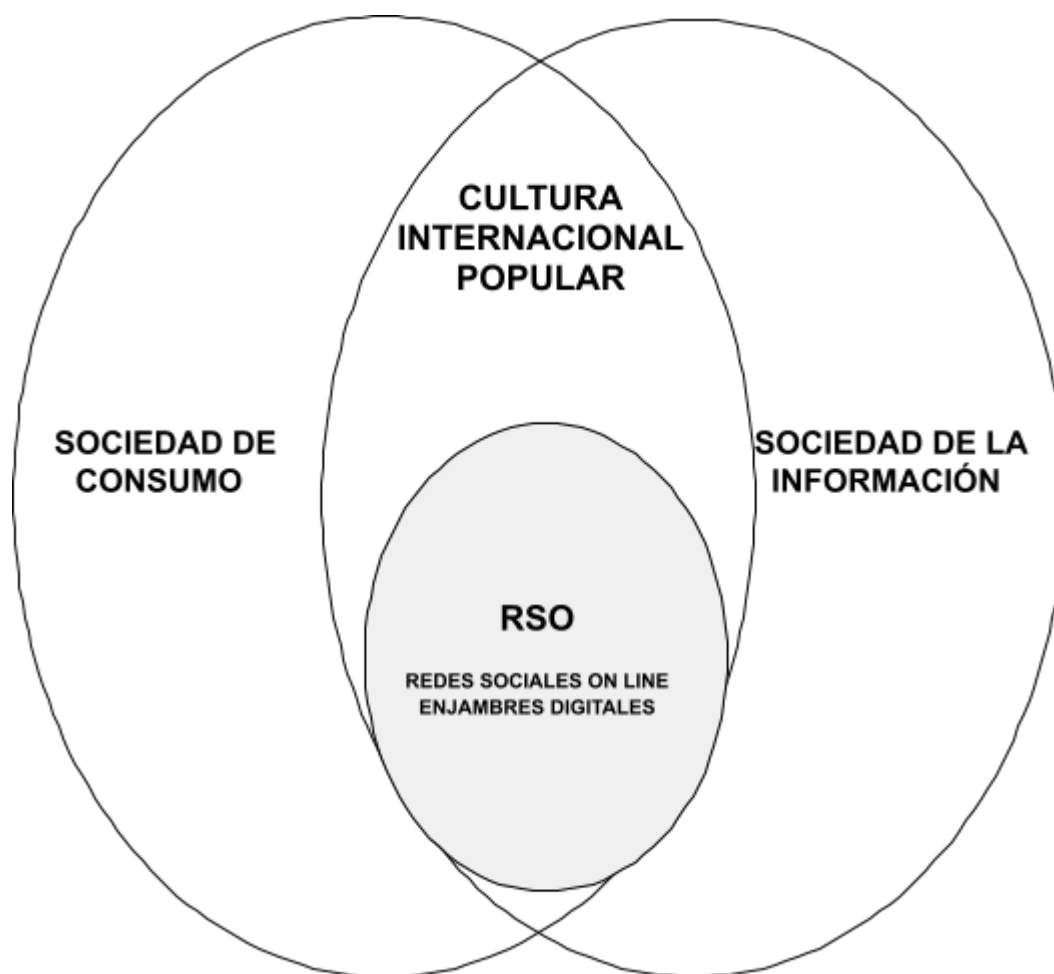 CULTURA
INTERNACIONAL
POPULAR
SOCIEDAD DE
CONSUMO
SOCIEDAD DE LA
INFORMACIÓN
RSO
REDES SOCIALES ON LINE
ENJAMBRES DIGITALES